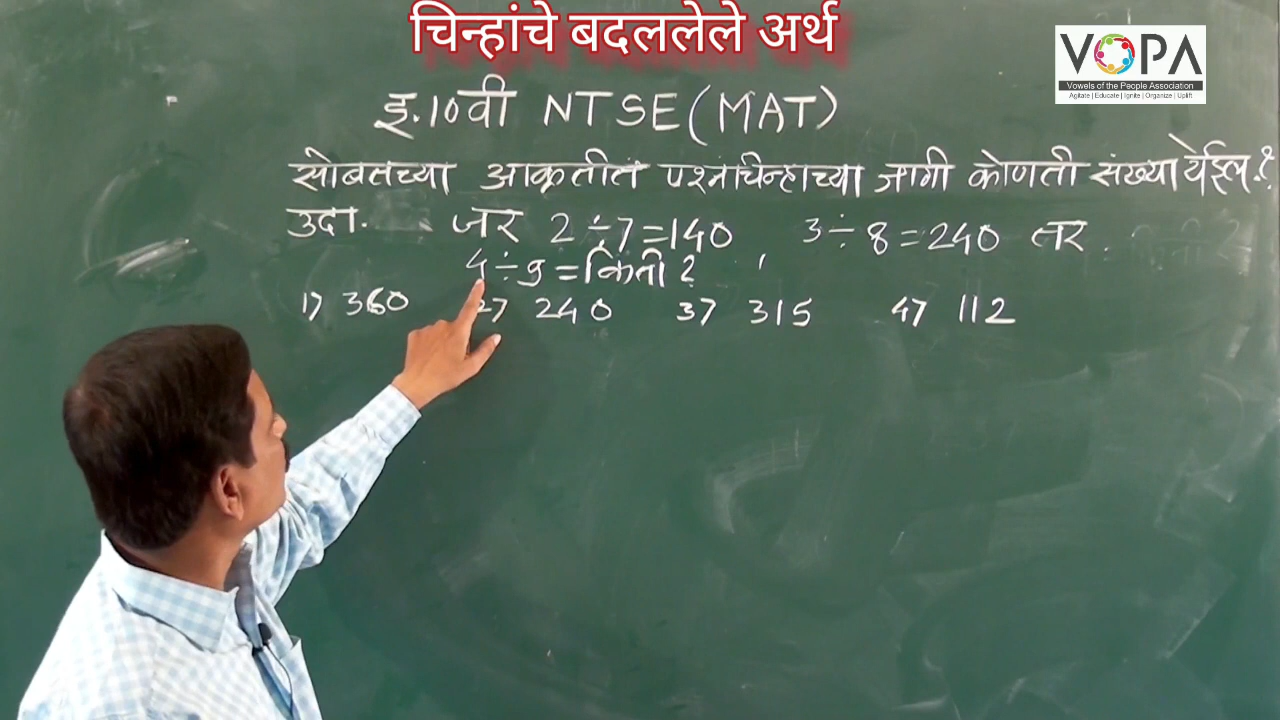 चिन्हांचे बदललेले अर्थ
VOPA
Vowels of the People Association
Agitate | Educate | Ignite | Organize | Uplift
इ.10वी NTSE (MAT)
सोबतच्या आकृतीत प्रश्नचिन्हाच्या जागी कोणती संख्या येईल.?
उदा. जर 2÷7=140 , 3÷8=240 तर
4÷9=किती?
1) 360 2) 240 3) 315 4) 112